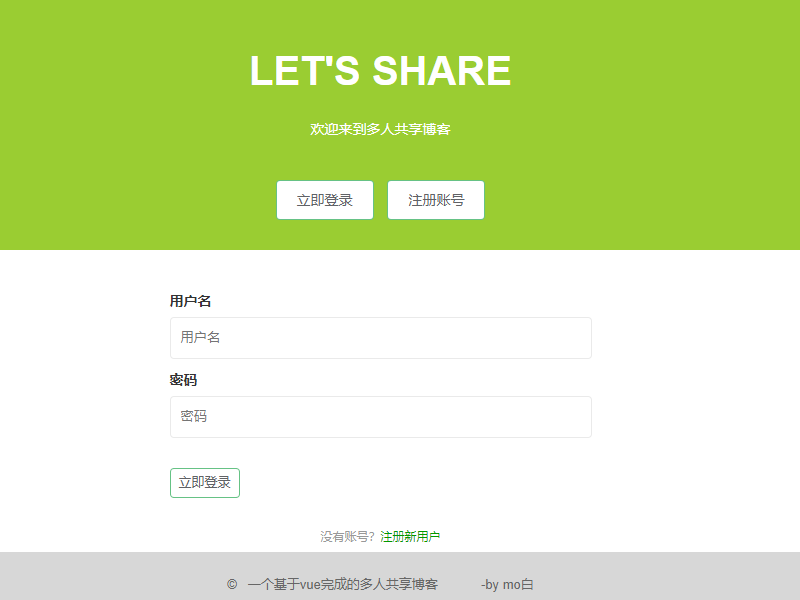 LET'S SHARE
欢迎来到多人共享博客
立即登录 注册账号
用户名
用户名
密码
密码
立即登录
没有账号？注册新用户
© 一个基于vue完成的多人共享博客 -by mo白